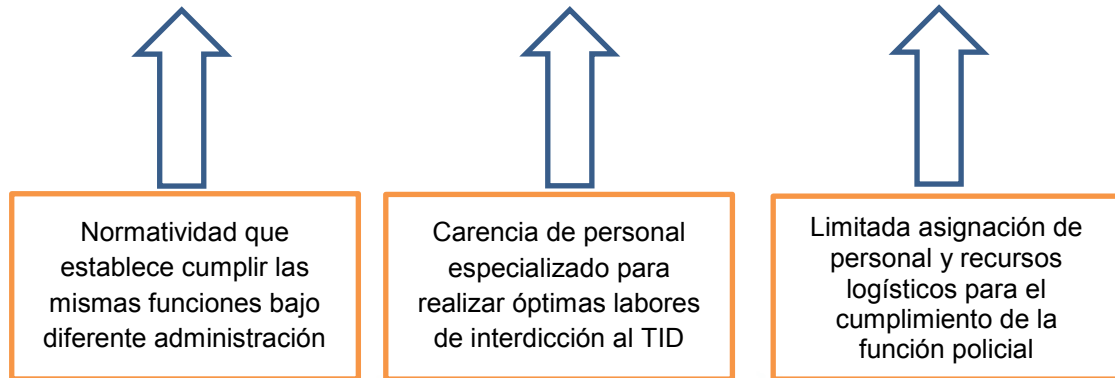 Normatividad que
establece cumplir las
mismas funciones bajo
diferente administración
Carencia de personal
especializado para
realizar óptimas labores
de interdicción al TID
Limitada asignación de
personal y recursos
logísticos para el
cumplimiento de la
función policial